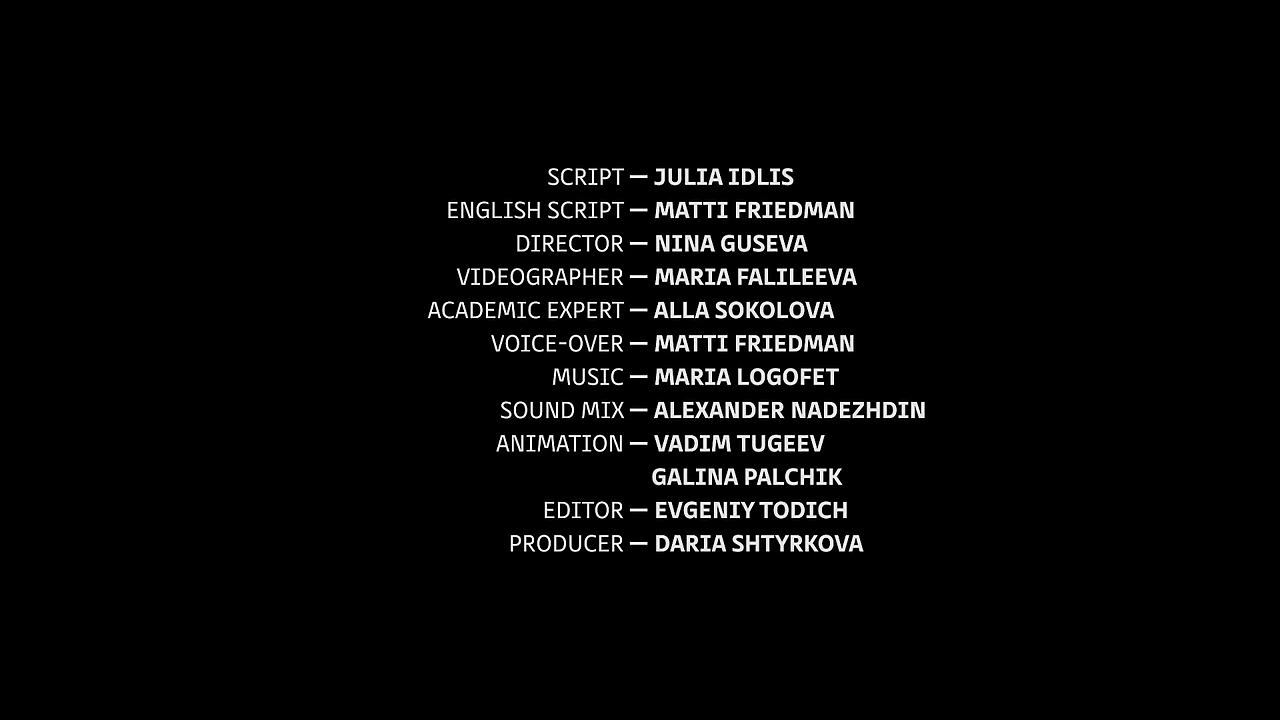 SCRIPT — JULIA IDLIS
ENGLISH SCRIPT — MATTI FRIEDMAN
DIRECTOR — NINA GUSEVA
VIDEOGRAPHER — MARIA FALILEEVA
ACADEMIC EXPERT — ALLA SOKOLOVA
VOICE-OVER — MATTI FRIEDMAN
MUSIC — MARIA LOGOFET
SOUND MIX — ALEXANDER NADEZHDIN
ANIMATION — VADIM TUGEEV
GALINA PALCHIK
EDITOR — EVGENIY TODICH
PRODUCER — DARIA SHTYRKOVA